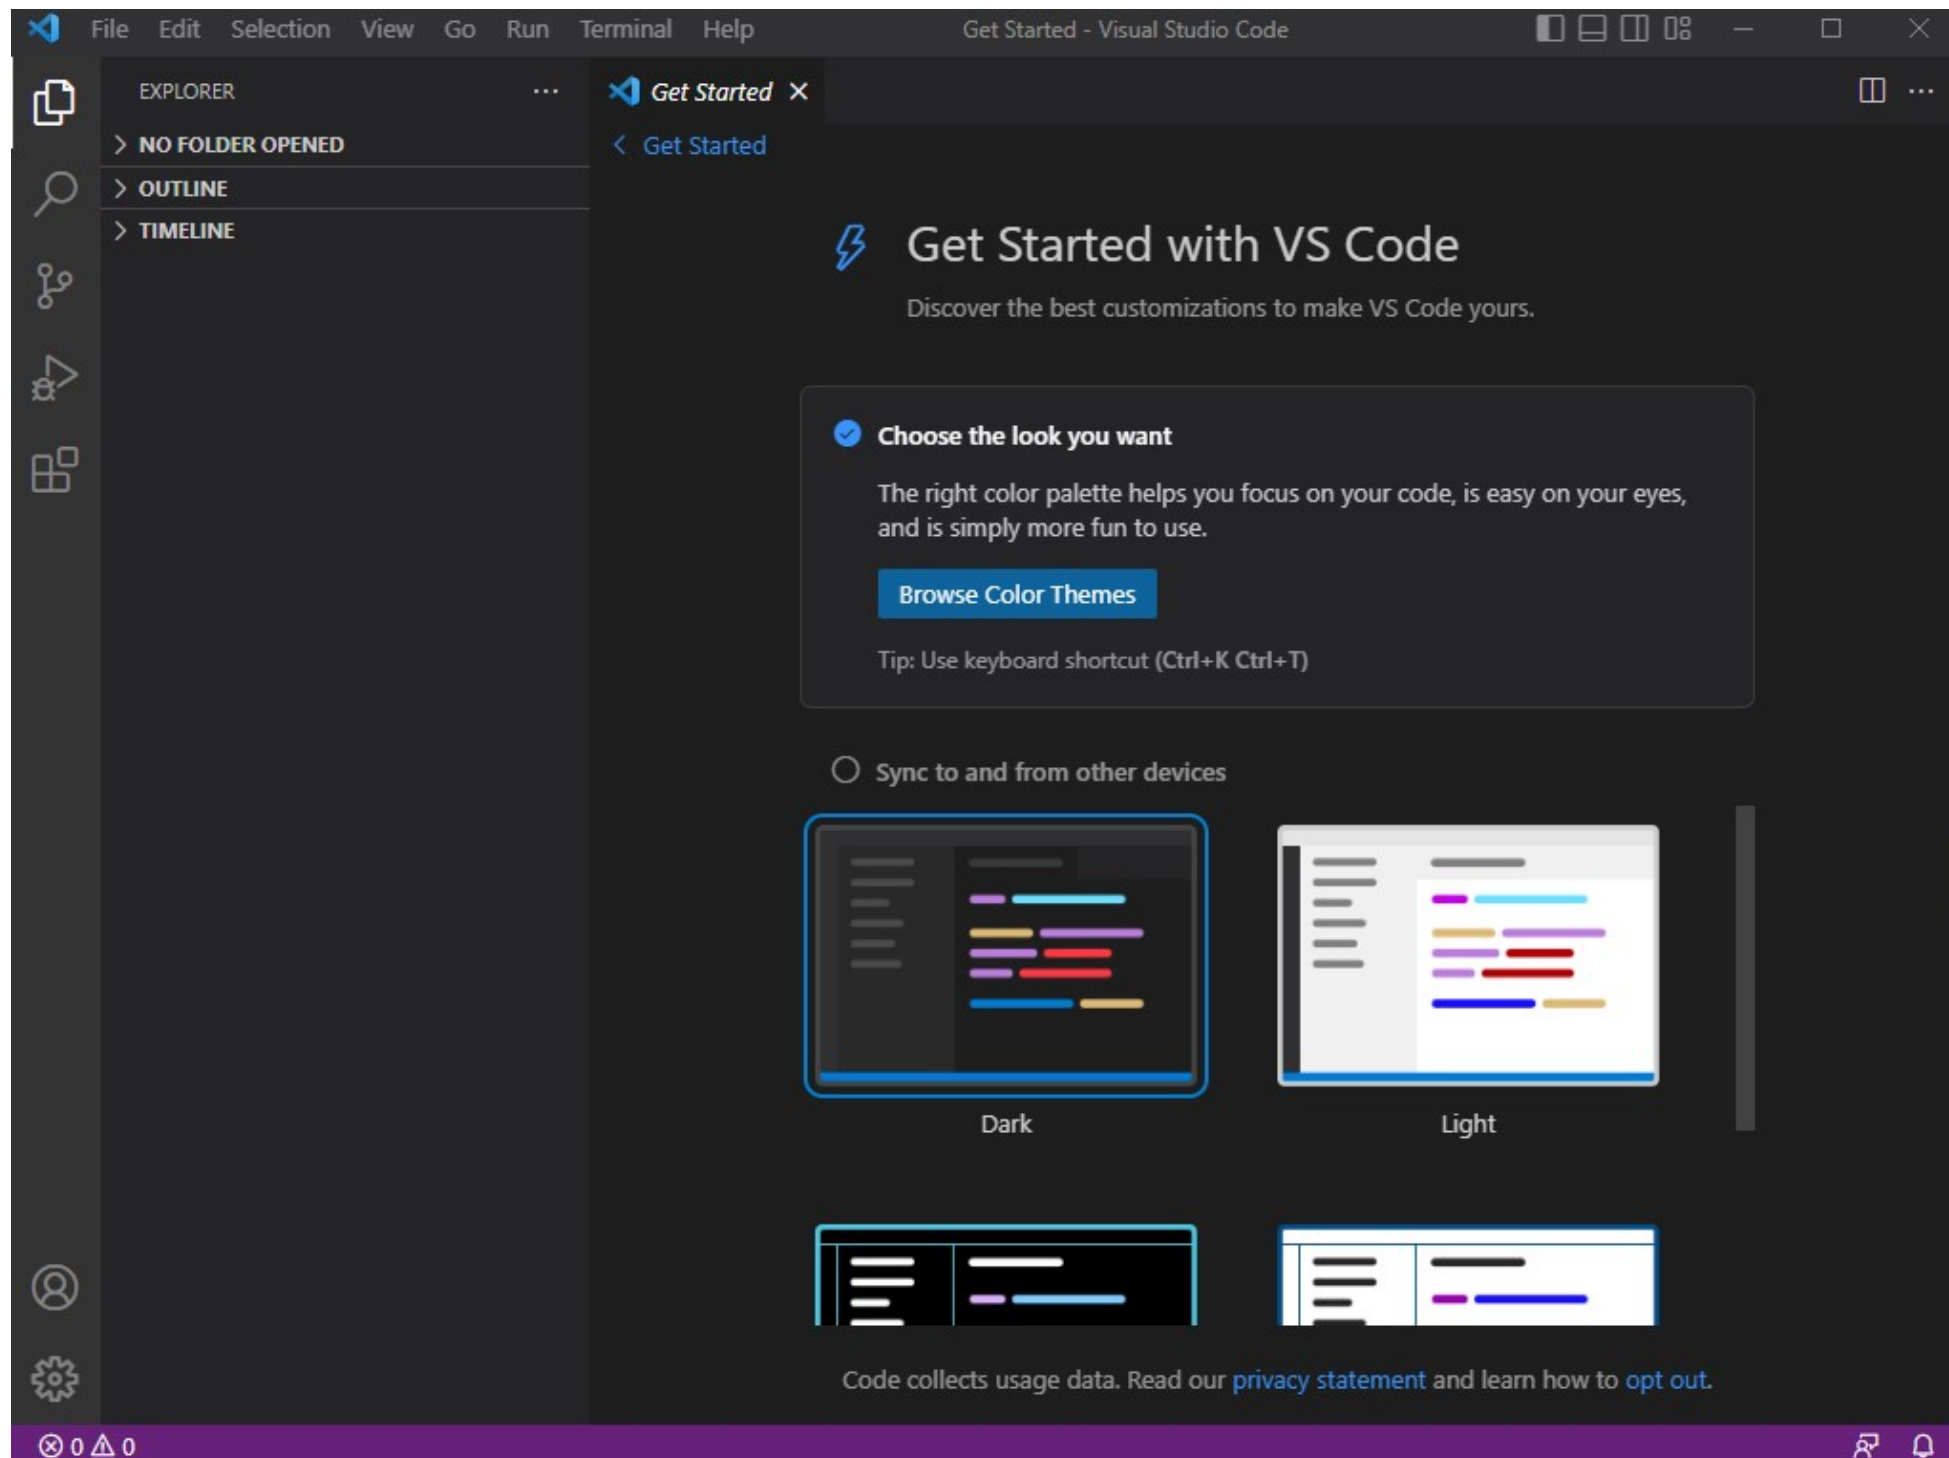 File Edit Selection View Go Run Terminal Help
Get Started - Visual Studio Code
EXPLORER
NO FOLDER OPENED
OUTLINE
TIMELINE
Get Started
Get Started
Get Started with VS Code
Discover the best customizations to make VS Code yours.
Choose the look you want
The right color palette helps you focus on your code, is easy on your eyes,
and is simply more fun to use.
Browse Color Themes
Tip: Use keyboard shortcut (Ctrl+K Ctrl+T)
Sync to and from other devices
Dark
Light
Code collects usage data. Read our privacy statement and learn how to opt out.
0 0